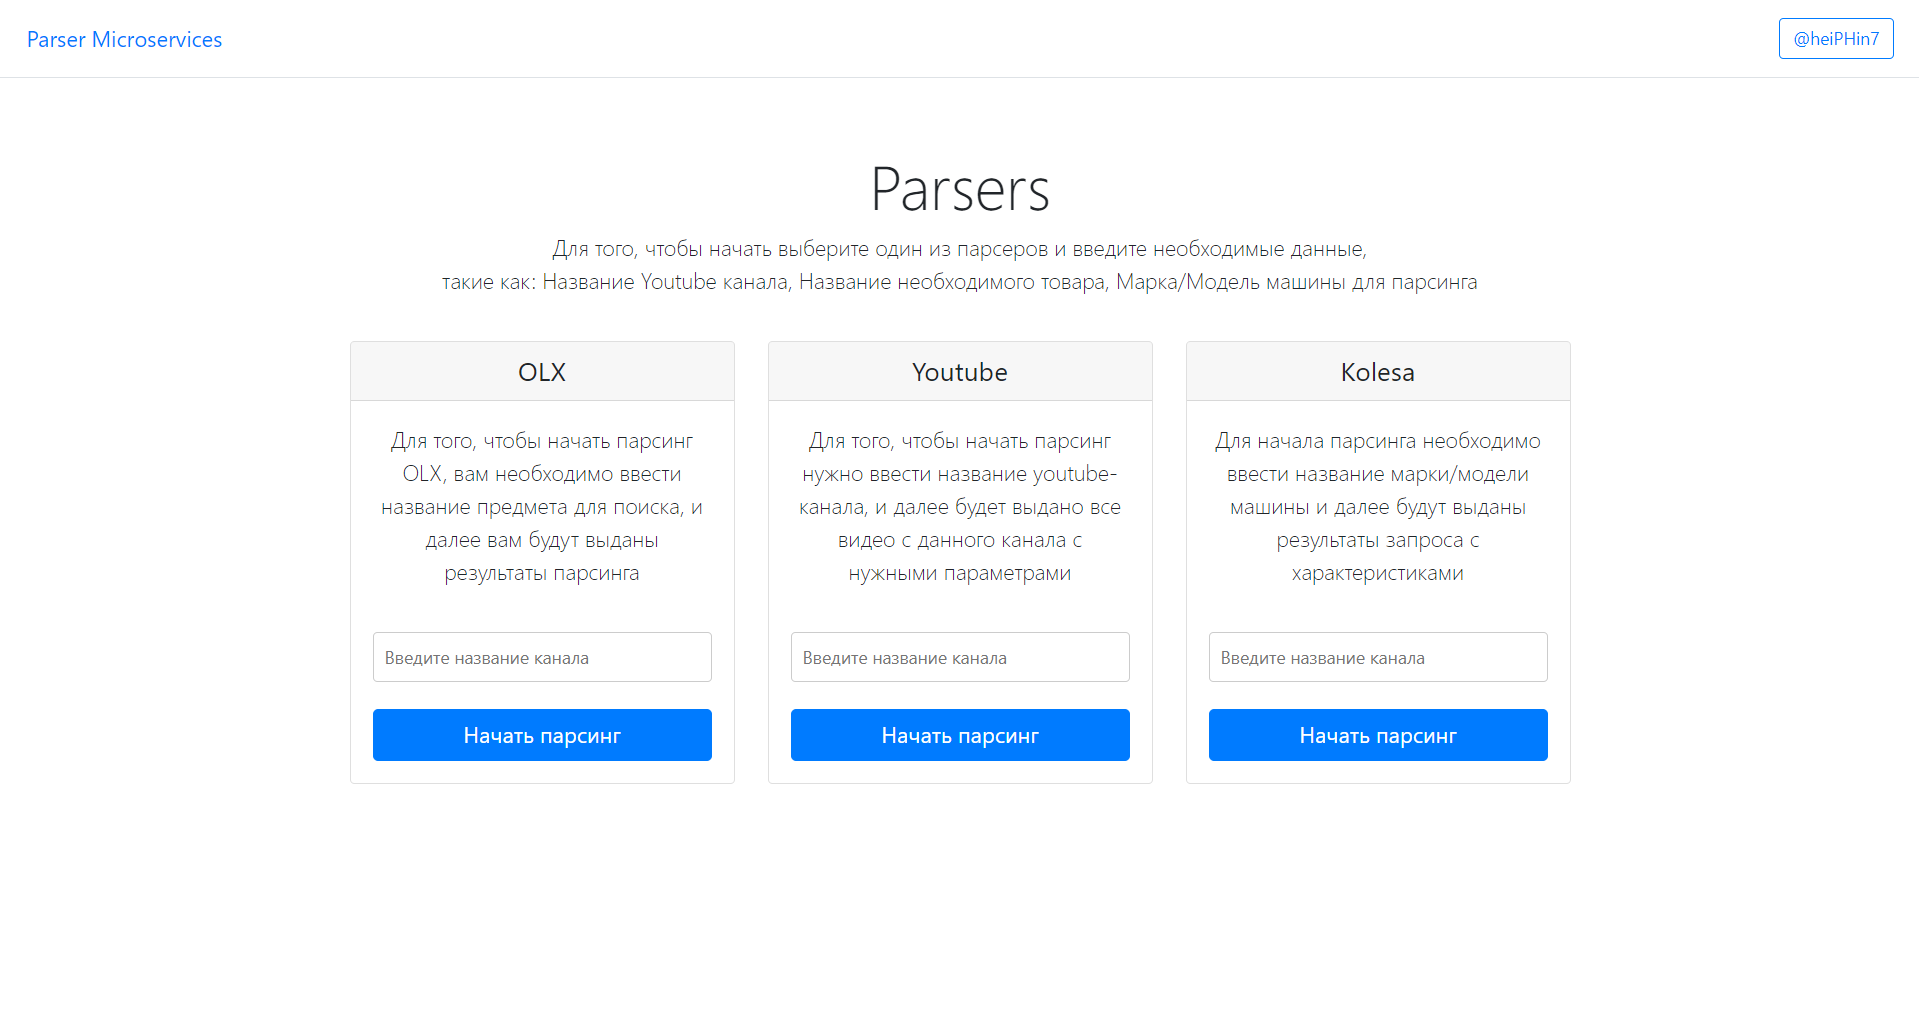 Parser Microservices
@heiPHin7
Parsers
Для того, чтобы начать выберите один из парсеров и введите необходимые данные,
такие как: Название Youtube канала, Название необходимого товара, Марка/Модель машины для парсинга
OLX
Для того, чтобы начать парсинг
OLX, вам необходимо ввести
название предмета для поиска, и
далее вам будут выданы
результаты парсинга
Введите название канала
Начать парсинг
Youtube
Для того, чтобы начать парсинг
нужно ввести название youtube-
канала, и далее будет выдано все
видео с данного канала с
нужными параметрами
Введите название канала
Начать парсинг
Kolesa
Для начала парсинга необходимо
ввести название марки/модели
машины и далее будут выданы
результаты запроса с
характеристиками
Введите название канала
Начать парсинг